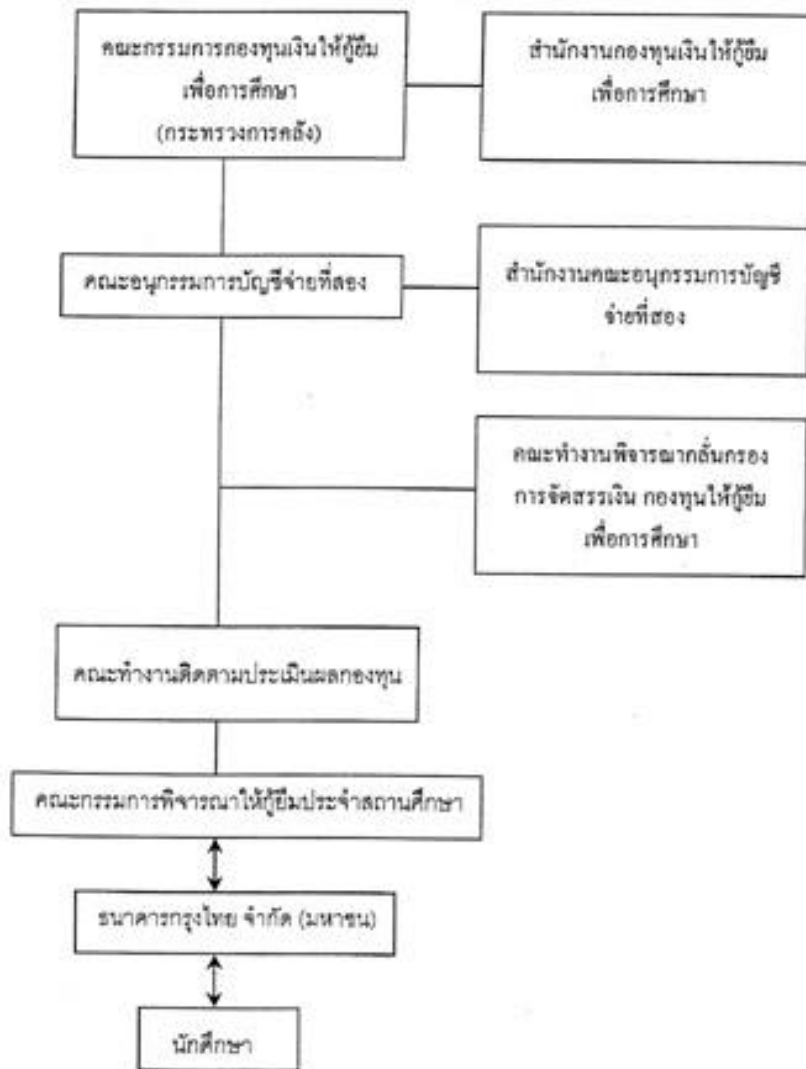 คณะกรรมการกองทุนเงินให้กู้ยืม
เพื่อการศึกษา
(กระทรวงการคลัง)
สำนักงานกองทุนเงินให้กู้ยืม
เพื่อการศึกษา
คณะอนุกรรมการบัญชีจ่ายที่สอง
สำนักงานคณะอนุกรรมการบัญชี
จ่ายที่สอง
คณะทำงานพิจารณากลั่นกรอง
การจัดสรรเงิน กองทุนให้กู้ยืม
เพื่อการศึกษา
คณะทำงานติดตามประเมินผลกองทุน
คณะกรรมการพิจารณาให้กู้ยืมประจำสถานศึกษา
ธนาคารกรุงไทย จำกัด (มหาชน)
นักศึกษา